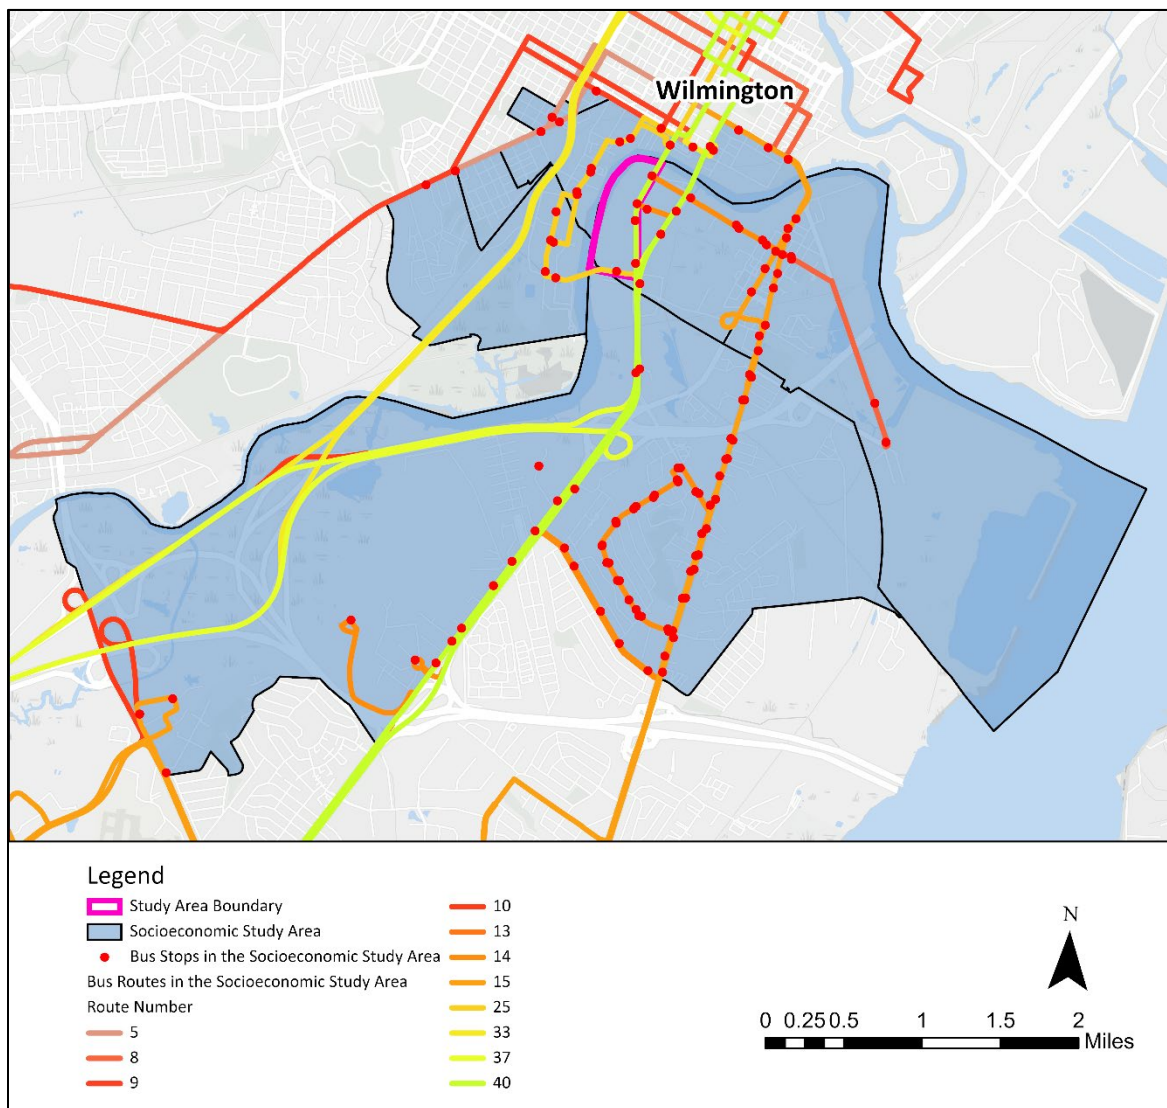 Wilmington
Legend
Study Area Boundary
Socioeconomic Study Area
Bus Stops in the Socioeconomic Study Area
Bus Routes in the Socioeconomic Study Area
Route Number
5
8
9
10
13
14
15
25
33
37
40
N
0 0.25 0.5 1 1.5 2
Miles